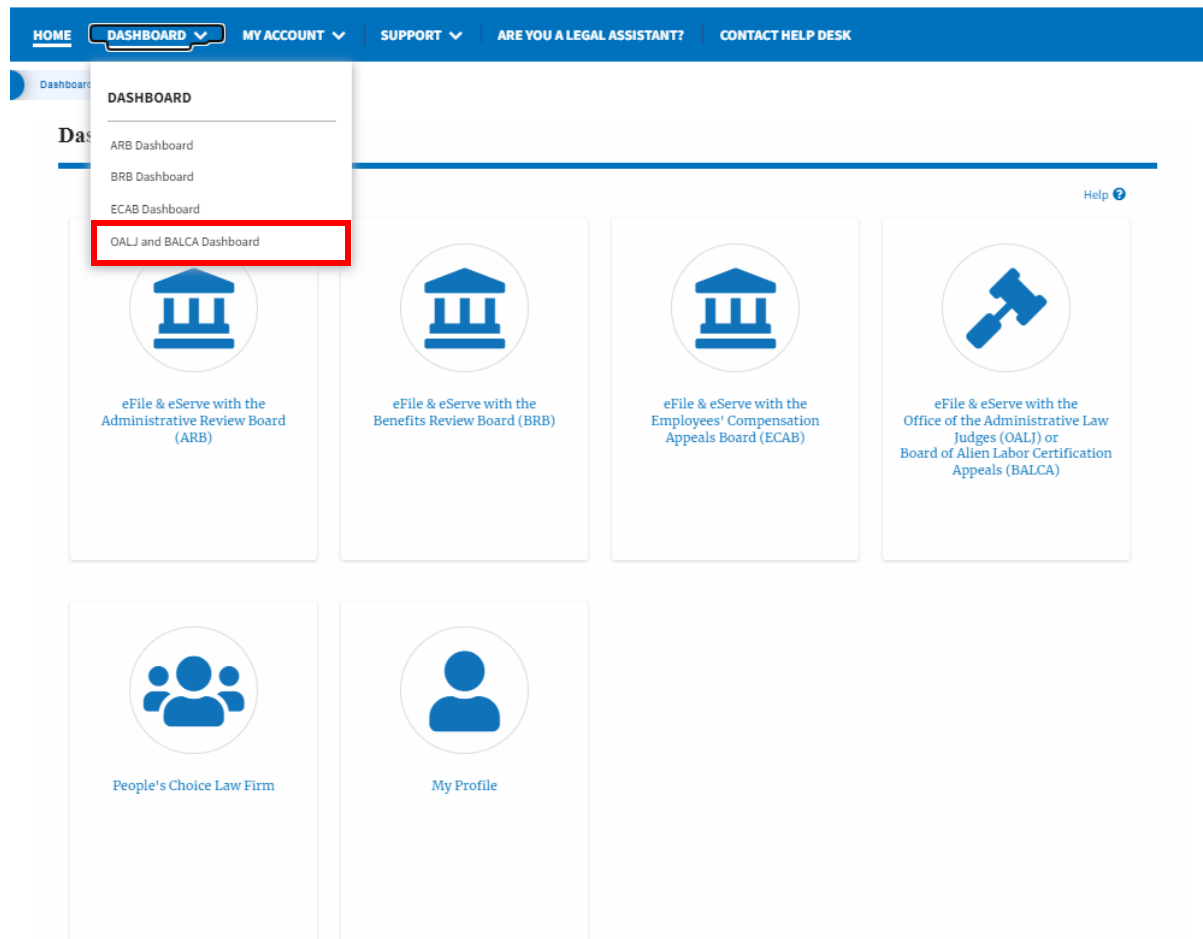 HOME DASHBOARD MY ACCOUNT SUPPORT ARE YOU A LEGAL ASSISTANT? CONTACT HELP DESK
DASHBOARD
ARB Dashboard
BRB Dashboard
ECAB Dashboard
OALJ and BALCA Dashboard
Help
eFile & eServe with the
Administrative Review Board
(ARB)
eFile & eServe with the
Benefits Review Board (BRB)
eFile & eServe with the
Employees' Compensation
Appeals Board (ECAB)
eFile & eServe with the
Office of the Administrative Law
Judges (OALJ) or
Board of Alien Labor Certification
Appeals (BALCA)
People's Choice Law Firm
My Profile